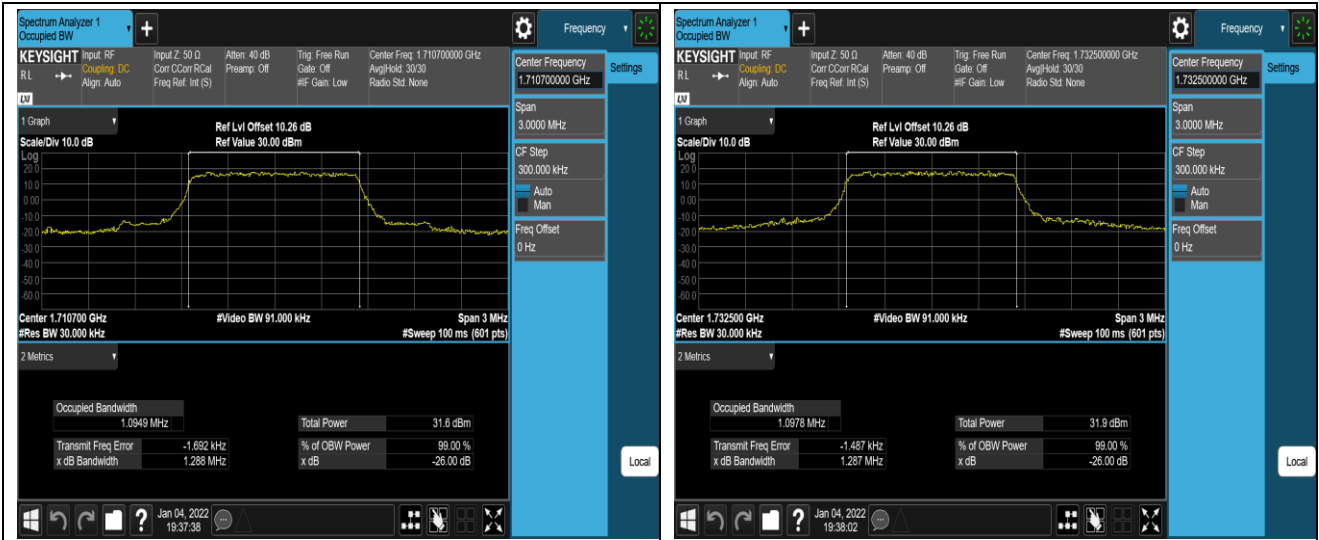 Spectrum Analyzer 1
Occupied BW
Frequency
KEYSIGHT
R L
LXI
Input: RF
Coupling: DC
Align: Auto
Input Z: 50 Ω
Corr CCorr RCal
Freq Ref: Int (S)
Atten: 40 dB
Preamp: Off
Trig: Free Run
Gate: Off
#IF Gain: Low
Center Freq: 1.710700000 GHz
Avg|Hold: 30/30
Radio Std: None
Center Frequency
1.710700000 GHz
Settings
Span
3.0000 MHz
CF Step
300.000 kHz
Auto
Man
Freq Offset
0 Hz
Local
1 Graph
Scale/Div 10.0 dB
Ref Lvl Offset 10.26 dB
Ref Value 30.00 dBm
Log
20.0
10.0
0.00
-10.0
-20.0
-30.0
-40.0
-50.0
-60.0
Center 1.710700 GHz
#Video BW 91.000 kHz
Span 3 MHz
#Res BW 30.000 kHz
#Sweep 100 ms (601 pts)
2 Metrics
Occupied Bandwidth
1.0949 MHz
Total Power 31.6 dBm
Transmit Freq Error -1.692 kHz
% of OBW Power 99.00 %
x dB Bandwidth 1.288 MHz
x dB -26.00 dB
?
Jan 04, 2022
19:37:38
Spectrum Analyzer 1
Occupied BW
Frequency
KEYSIGHT
R L
LXI
Input: RF
Coupling: DC
Align: Auto
Input Z: 50 Ω
Corr CCorr RCal
Freq Ref: Int (S)
Atten: 40 dB
Preamp: Off
Trig: Free Run
Gate: Off
#IF Gain: Low
Center Freq: 1.732500000 GHz
Avg|Hold: 30/30
Radio Std: None
Center Frequency
1.732500000 GHz
Settings
Span
3.0000 MHz
CF Step
300.000 kHz
Auto
Man
Freq Offset
0 Hz
Local
1 Graph
Scale/Div 10.0 dB
Ref Lvl Offset 10.26 dB
Ref Value 30.00 dBm
Log
20.0
10.0
0.00
-10.0
-20.0
-30.0
-40.0
-50.0
-60.0
Center 1.732500 GHz
#Video BW 91.000 kHz
Span 3 MHz
#Res BW 30.000 kHz
#Sweep 100 ms (601 pts)
2 Metrics
Occupied Bandwidth
1.0978 MHz
Total Power 31.9 dBm
Transmit Freq Error -1.487 kHz
% of OBW Power 99.00 %
x dB Bandwidth 1.287 MHz
x dB -26.00 dB
?
Jan 04, 2022
19:38:02